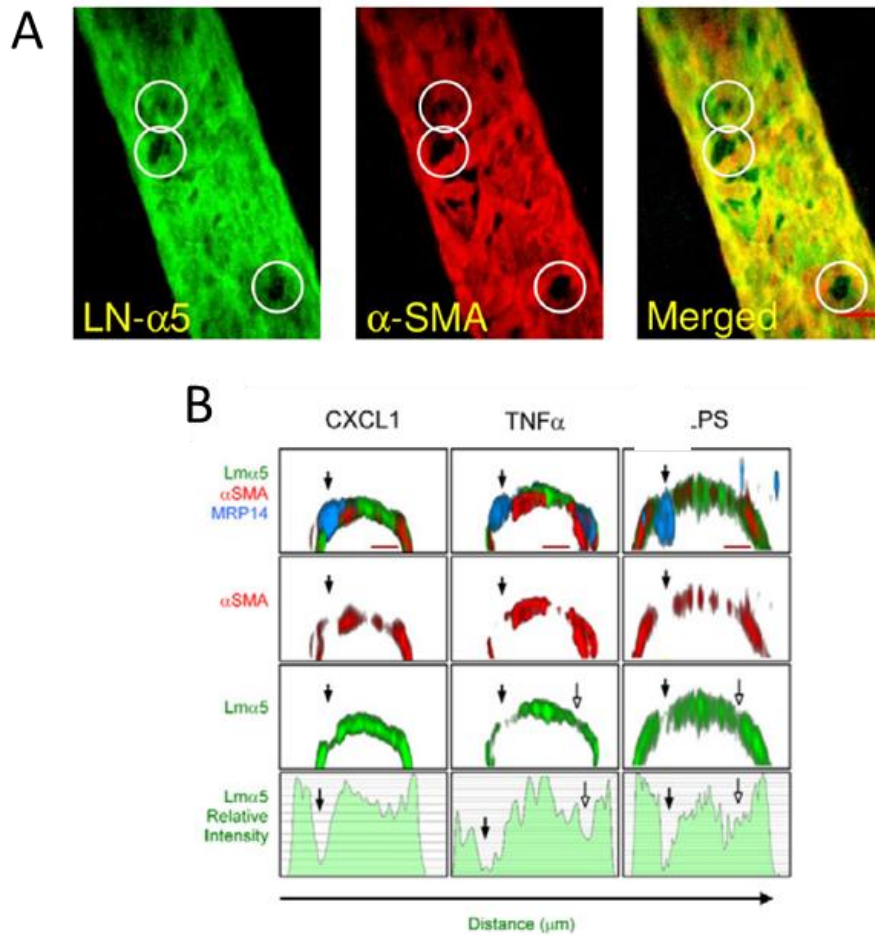 A
LN-α5
α-SMA
Merged
B
CXCL1
TNFα
.PS
Lmα5
αSMA
MRP14
αSMA
Lmα5
Lmα5
Relative
Intensity
Distance (μm)